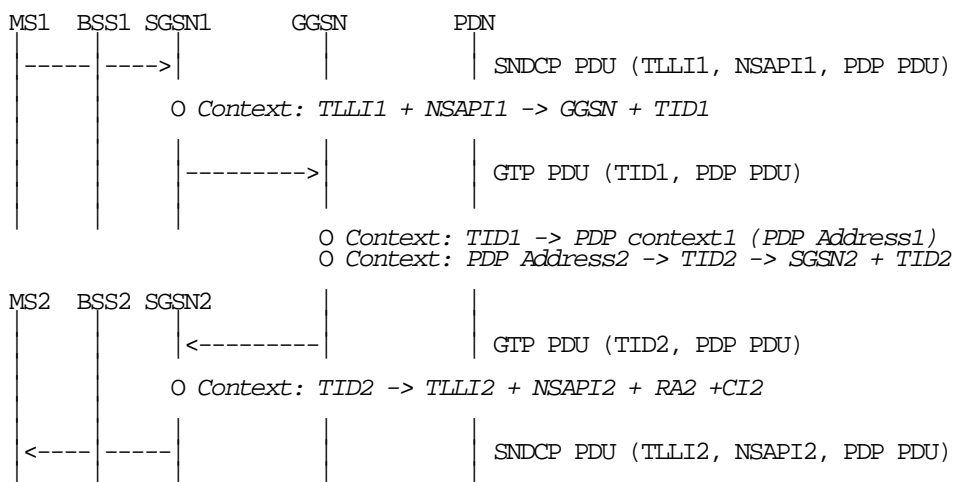 MS1 BSS1 SGSN1 GGSN PDN
SNDCP PDU (TLLI1, NSAPI1, PDP PDU)
O Context: TLLI1 + NSAPI1 -> GGSN + TID1
GTP PDU (TID1, PDP PDU)
O Context: TID1 -> PDP context1 (PDP Address1)
O Context: PDP Address2 -> TID2 -> SGSN2 + TID2
MS2 BSS2 SGSN2
GTP PDU (TID2, PDP PDU)
O Context: TID2 -> TLLI2 + NSAPI2 + RA2 +CI2
SNDCP PDU (TLLI2, NSAPI2, PDP PDU)